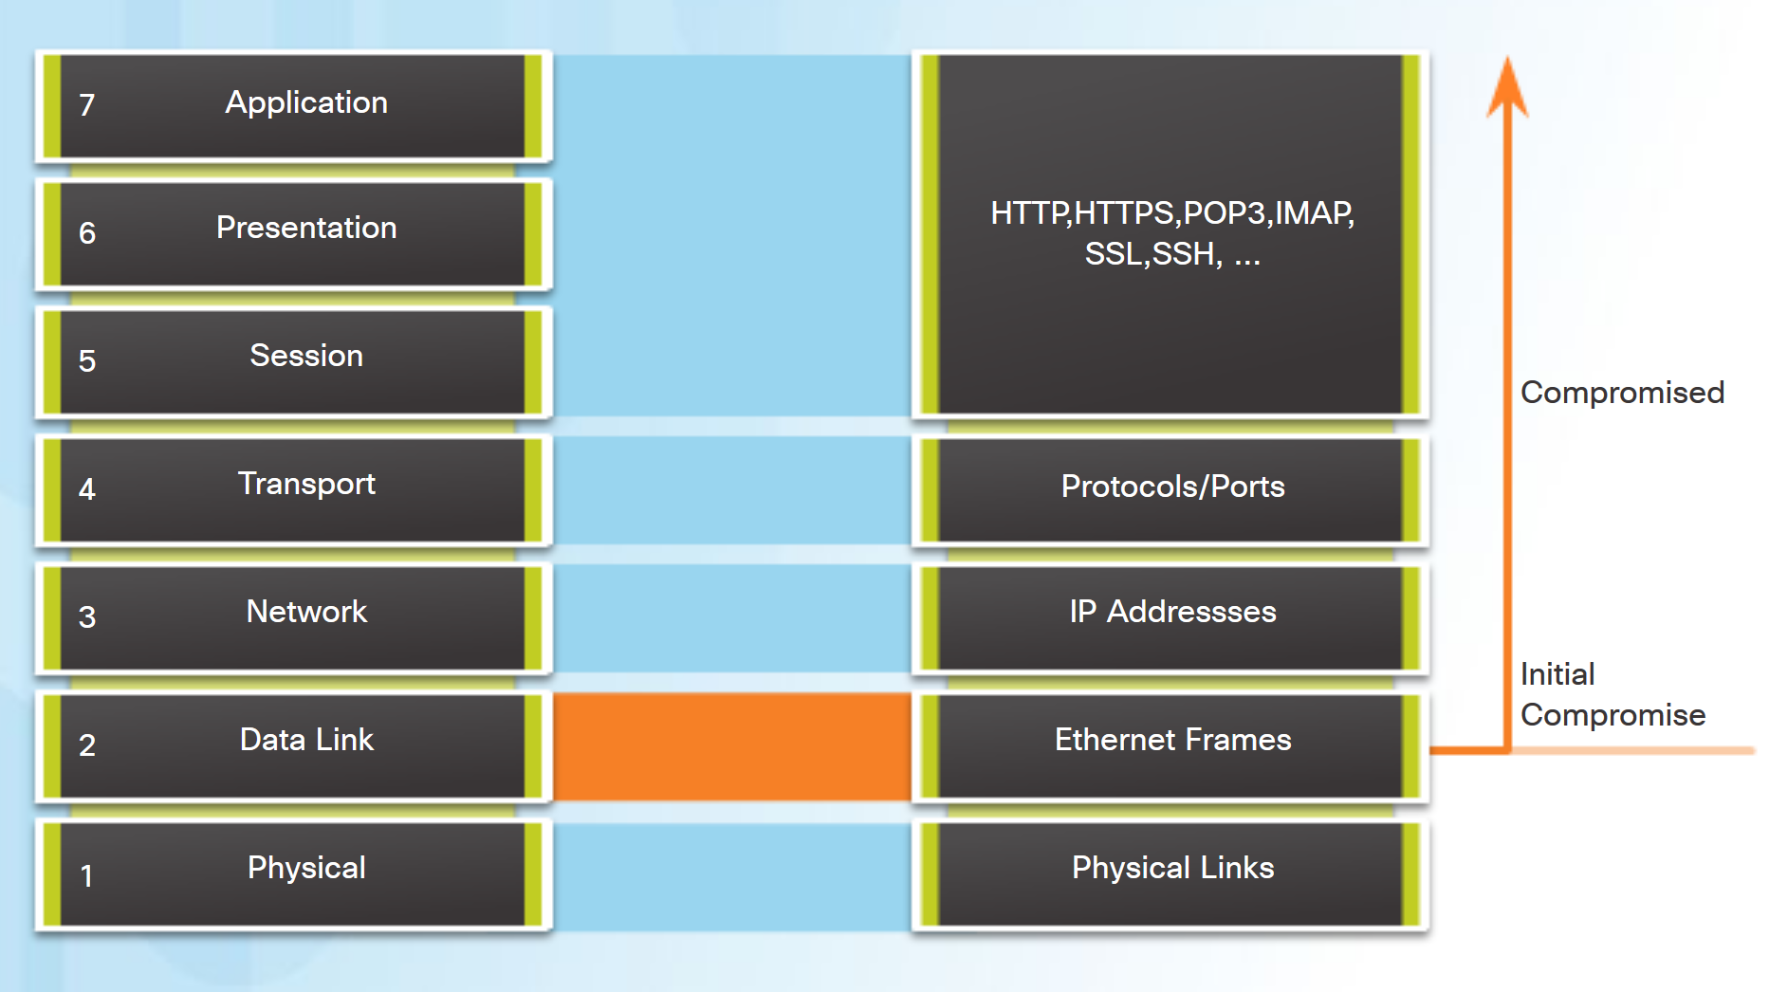 7 Application
6 Presentation
5 Session
4 Transport
3 Network
2 Data Link
1 Physical
HTTP,HTTPS,POP3,IMAP,
SSL,SSH, ...
Protocols/Ports
IP Addressses
Ethernet Frames
Physical Links
Compromised
Initial
Compromise